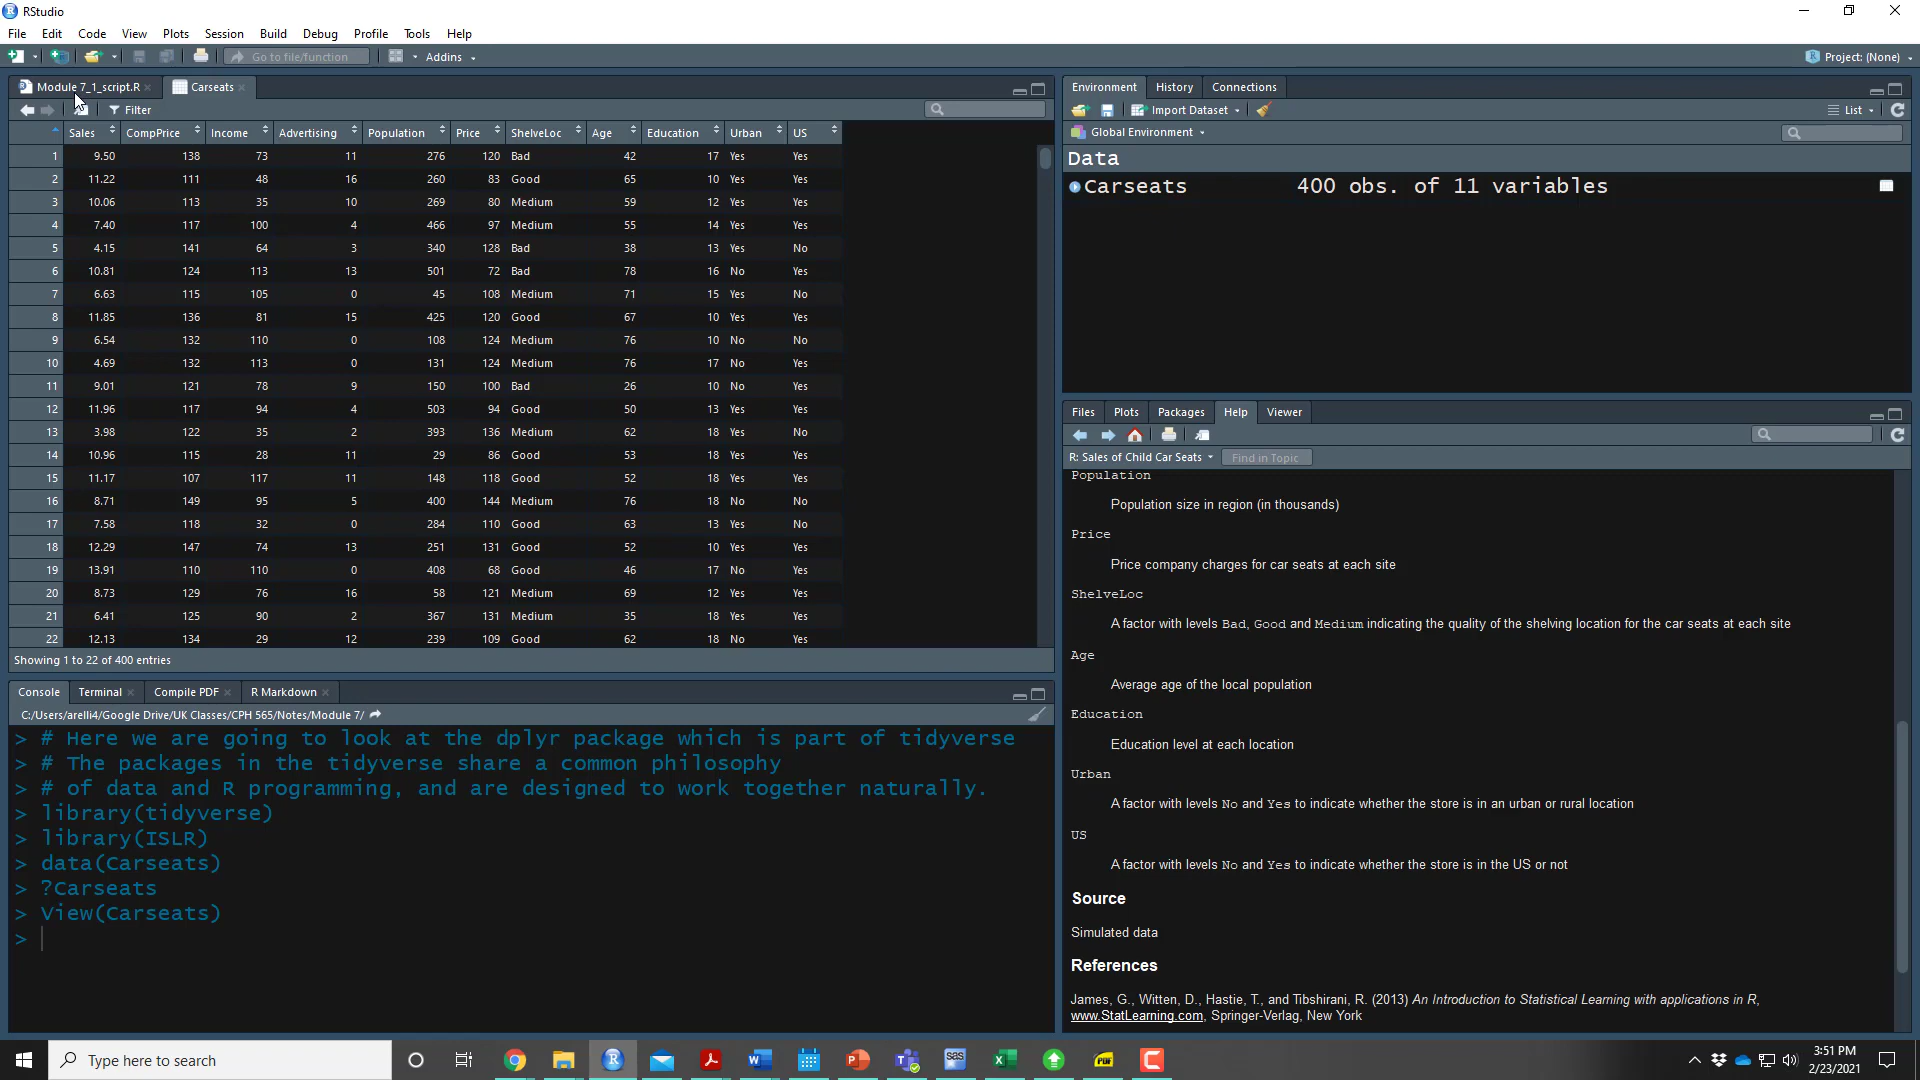 RStudio
File Edit Code View Plots Session Build Debug Profile Tools Help
Go to file/function Addins Project: (None)
Module 7_1_script.R Carseats
Filter
Sales CompPrice Income Advertising Population Price ShelveLoc Age Education Urban US
1 9.50 138 73 11 276 120 Bad 42 17 Yes Yes
2 11.22 111 48 16 260 83 Good 65 10 Yes Yes
3 10.06 113 35 10 269 80 Medium 59 12 Yes Yes
4 7.40 117 100 4 466 97 Medium 55 14 Yes Yes
5 4.15 141 64 3 340 128 Bad 38 13 Yes No
6 10.81 124 113 13 501 72 Bad 78 16 No Yes
7 6.63 115 105 0 45 108 Medium 71 15 Yes No
8 11.85 136 81 15 425 120 Good 67 10 Yes Yes
9 6.54 132 110 0 108 124 Medium 76 10 No No
10 4.69 132 113 0 131 124 Medium 76 17 No Yes
11 9.01 121 78 9 150 100 Bad 26 10 No Yes
12 11.96 117 94 4 503 94 Good 50 13 Yes Yes
13 3.98 122 35 2 393 136 Medium 62 18 Yes No
14 10.96 115 28 11 29 86 Good 53 18 Yes Yes
15 11.17 107 117 11 148 118 Good 52 18 Yes Yes
16 8.71 149 95 5 400 144 Medium 76 18 No No
17 7.58 118 32 0 284 110 Good 63 13 Yes No
18 12.29 147 74 13 251 131 Good 52 10 Yes Yes
19 13.91 110 110 0 408 68 Good 46 17 No Yes
20 8.73 129 76 16 58 121 Medium 69 12 Yes Yes
21 6.41 125 90 2 367 131 Medium 35 18 Yes Yes
22 12.13 134 29 12 239 109 Good 62 18 No Yes
Showing 1 to 22 of 400 entries
Console Terminal Compile PDF R Markdown
C:/Users/arelli4/Google Drive/UK Classes/CPH 565/Notes/Module 7/
> # Here we are going to look at the dplyr package which is part of tidyverse
> # The packages in the tidyverse share a common philosophy
> # of data and R programming, and are designed to work together naturally.
> library(tidyverse)
> library(ISLR)
> data(Carseats)
> ?Carseats
> View(Carseats)
>
Environment History Connections
Import Dataset List
Global Environment
Data
Carseats 400 obs. of 11 variables
Files Plots Packages Help Viewer
R: Sales of Child Car Seats Find in Topic
Population
Population size in region (in thousands)
Price
Price company charges for car seats at each site
ShelveLoc
A factor with levels Bad, Good and Medium indicating the quality of the shelving location for the car seats at each site
Age
Average age of the local population
Education
Education level at each location
Urban
A factor with levels No and Yes to indicate whether the store is in an urban or rural location
US
A factor with levels No and Yes to indicate whether the store is in the US or not
Source
Simulated data
References
James, G., Witten, D., Hastie, T., and Tibshirani, R. (2013) An Introduction to Statistical Learning with applications in R,
www.StatLearning.com, Springer-Verlag, New York
Type here to search
3:51 PM
2/23/2021